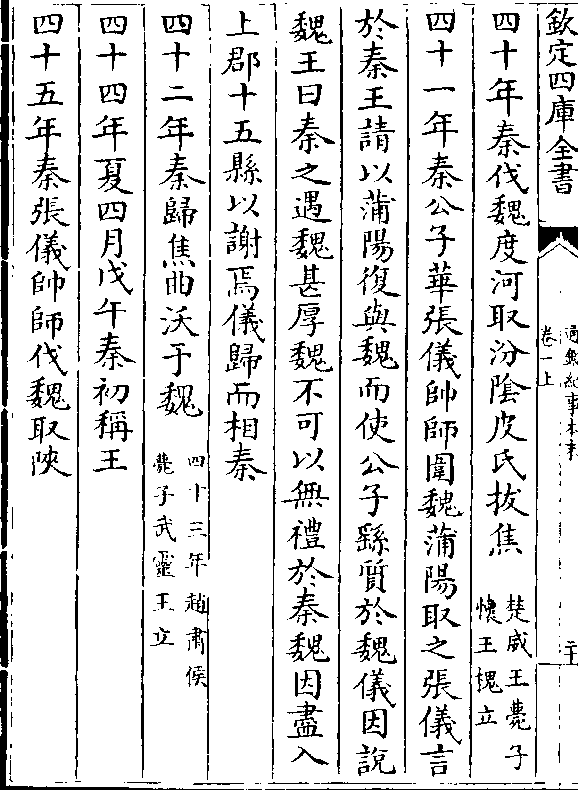 欽定四庫全書
卷一上
通鑑紀事本末
二十
四十年秦伐魏度河取汾陰皮氏拔焦楚威王薨子懷王槐立
四十一年秦公子華張儀帥師圍魏蒲陽取之張儀言
於秦王請以蒲陽復與魏而使公子繇質於魏儀因說
魏王曰秦之遇魏甚厚魏不可以無禮於秦魏因盡入
上郡十五縣以謝焉儀歸而相秦
四十二年秦歸焦曲沃于魏四十三年趙肅侯薨子武靈王立
四十四年夏四月戊午秦初稱王
四十五年秦張儀帥師伐魏取陝